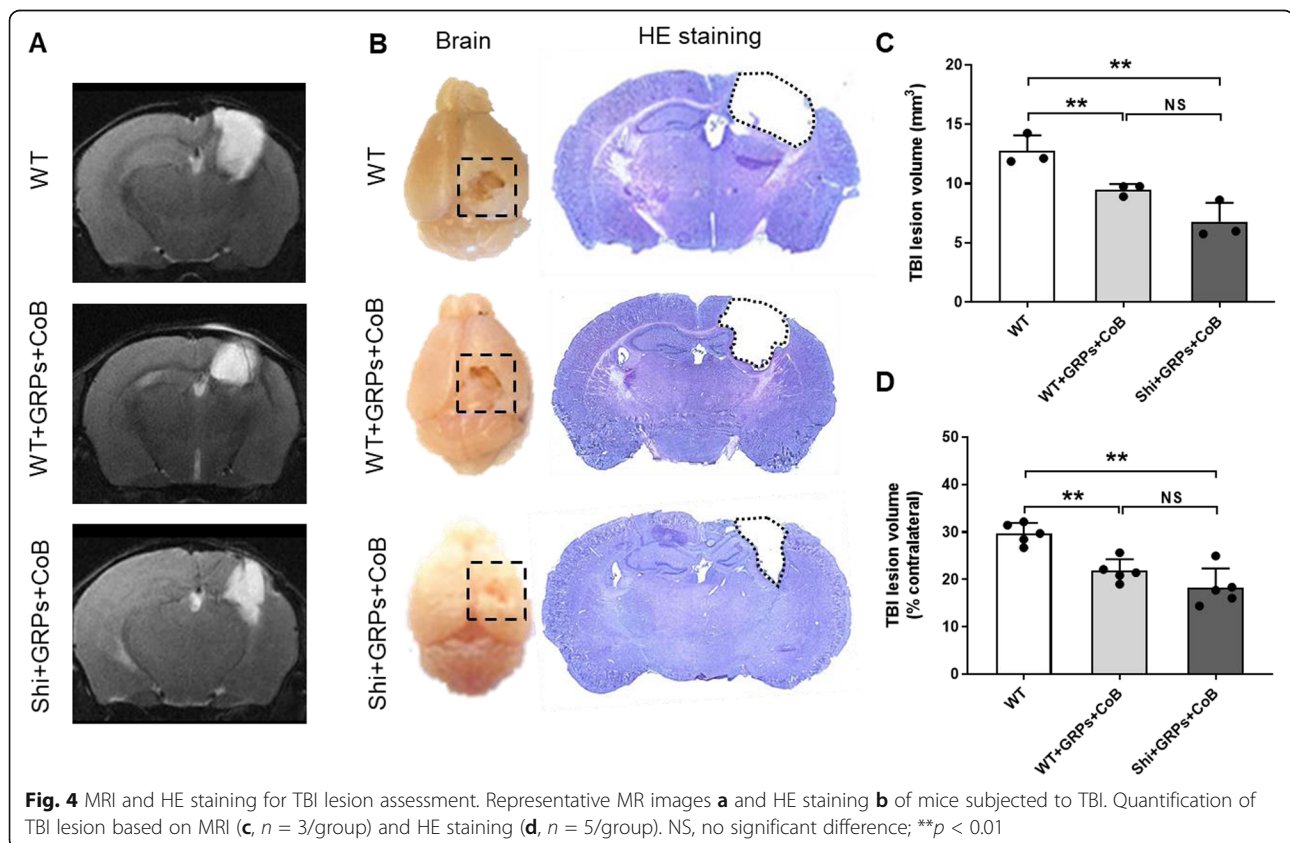 A
WT
WT+GRPs+CoB
Shi+GRPs+CoB
B
Brain
HE staining
WT
WT+GRPs+CoB
Shi+GRPs+CoB
C
TBI lesion volume (mm³)
20
15
10
5
0
**
**
NS
WT
WT+GRPs+CoB
Shi+GRPs+CoB
D
TBI lesion volume
(% contralateral)
50
40
30
20
10
0
**
**
NS
WT
WT+GRPs+CoB
Shi+GRPs+CoB
Fig. 4 MRI and HE staining for TBI lesion assessment. Representative MR images a and HE staining b of mice subjected to TBI. Quantification of
TBI lesion based on MRI (c, n = 3/group) and HE staining (d, n = 5/group). NS, no significant difference; **p < 0.01